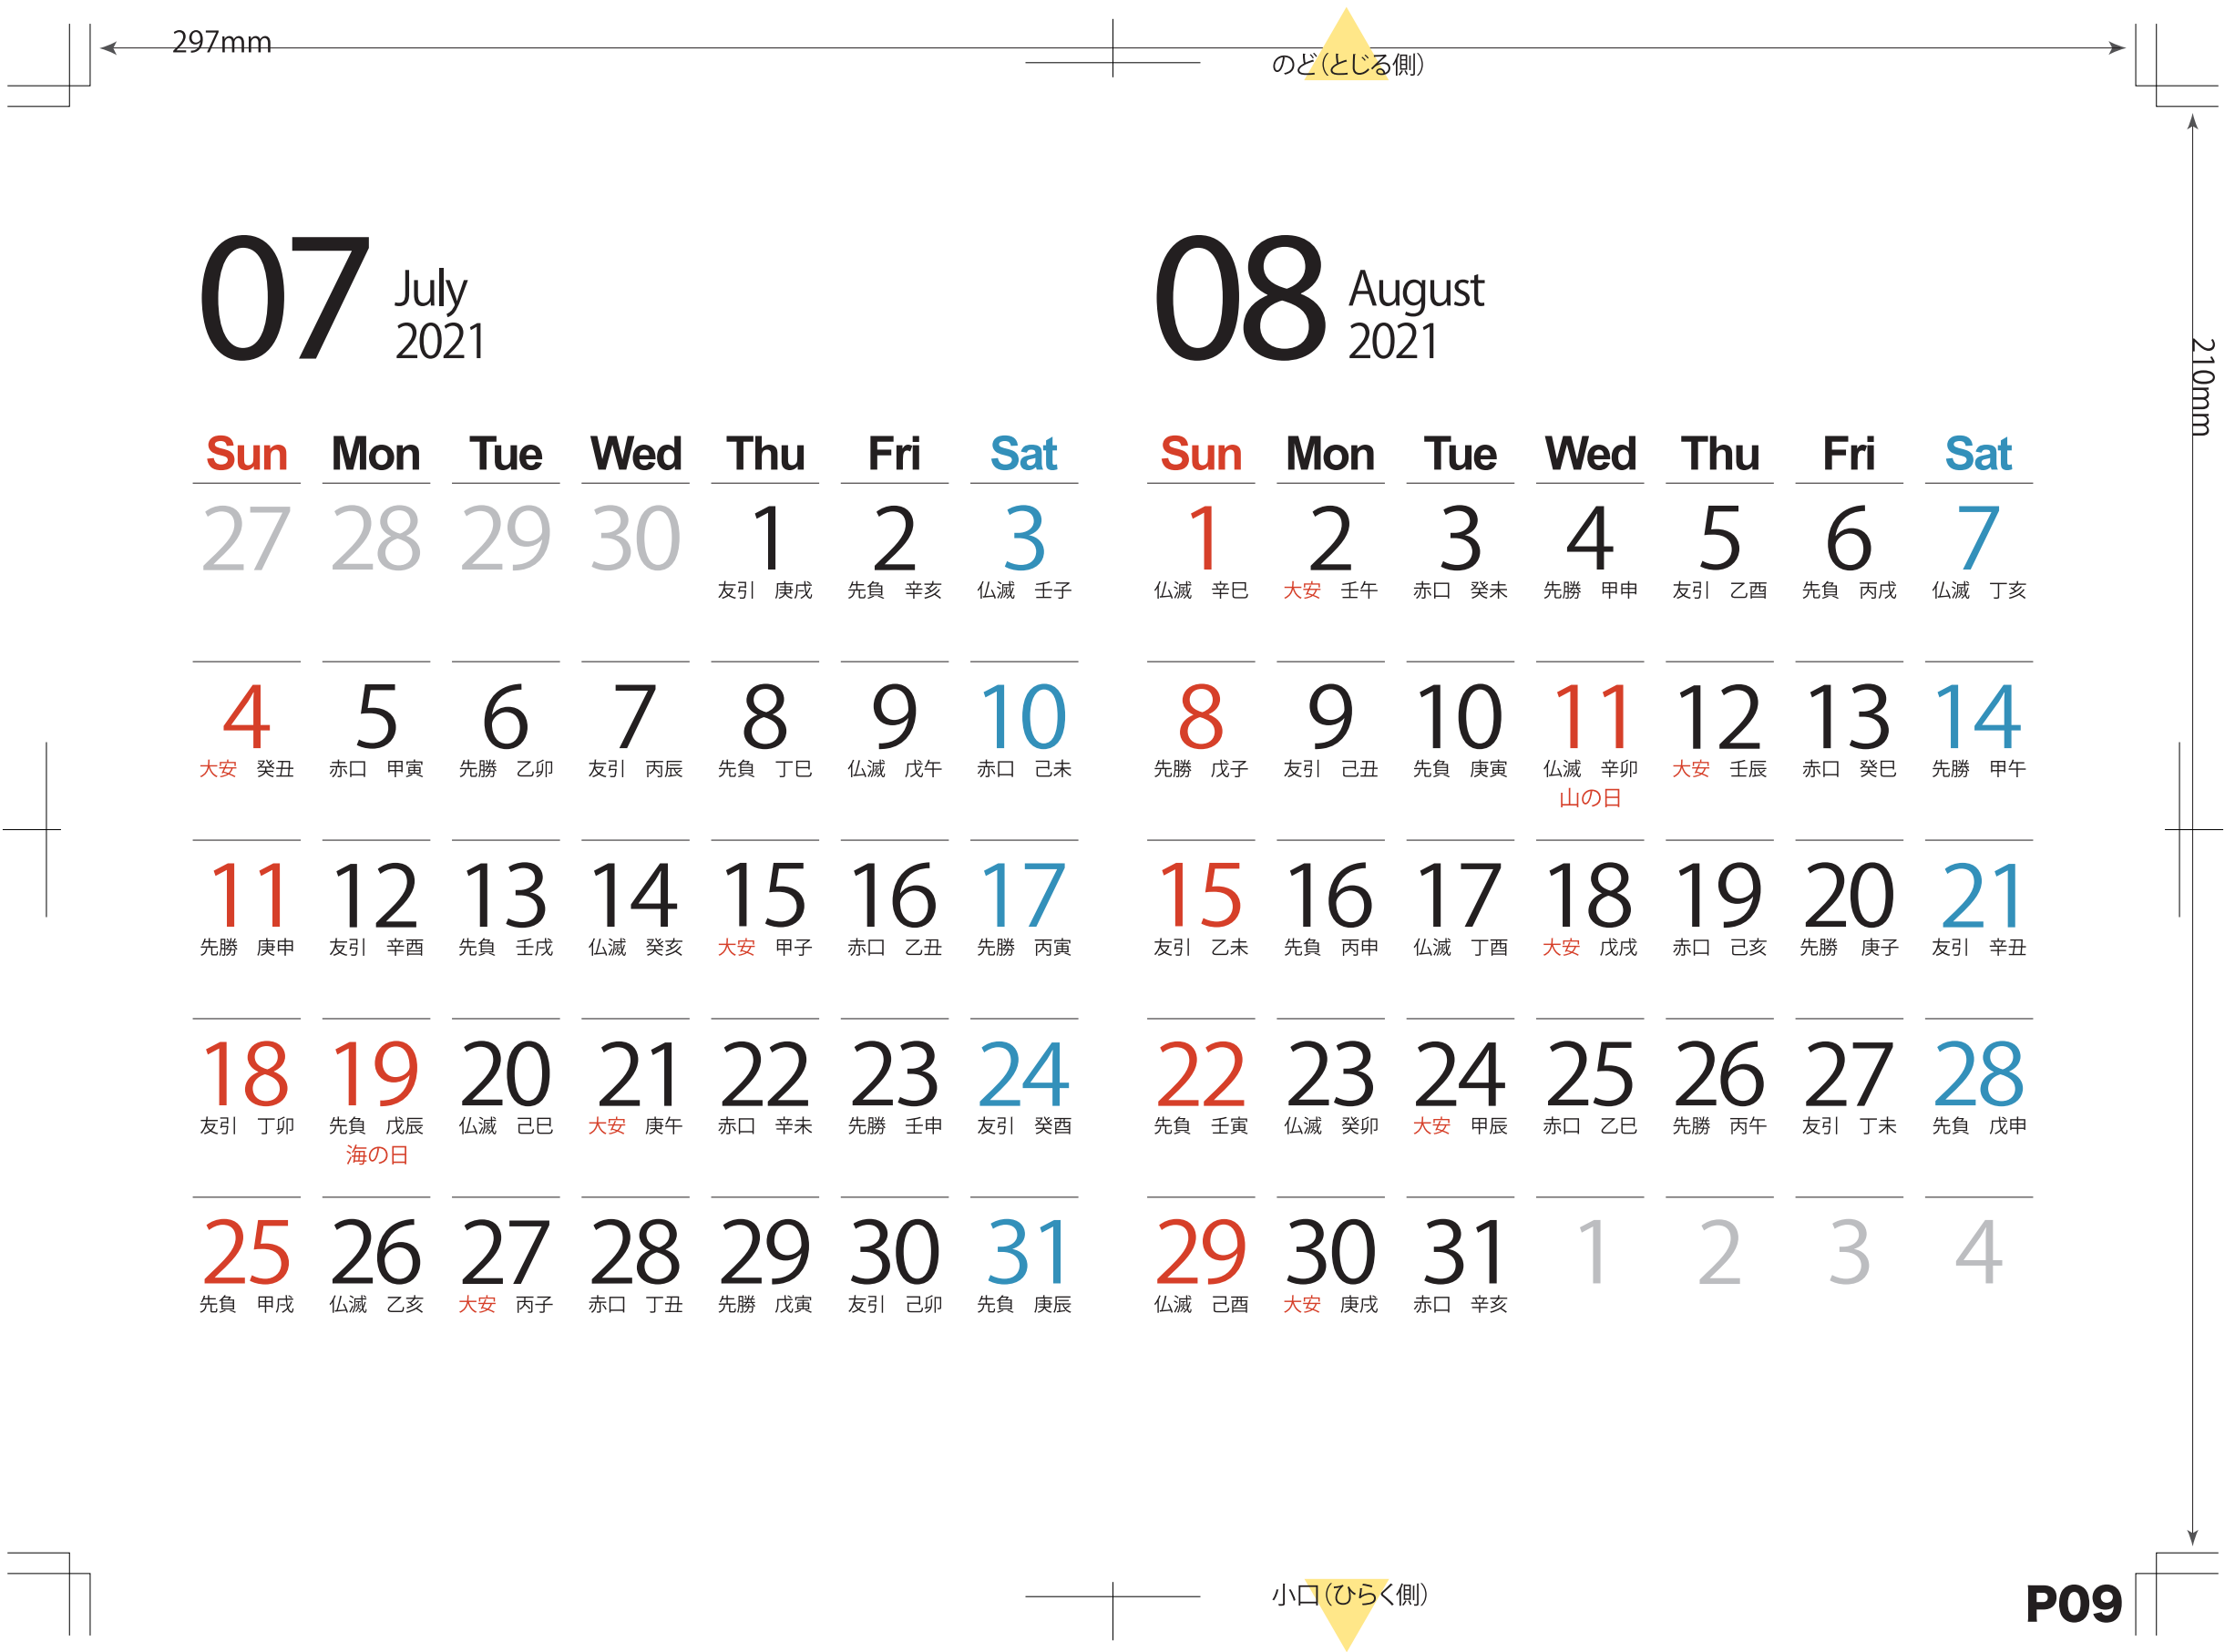 297mm
のど（とじる側）
210mm
07 July 2021
Sun Mon Tue Wed Thu Fri Sat
27 28 29 30 1 2 3
友引 庚戌 先負 辛亥 仏滅 壬子
4 5 6 7 8 9 10
大安 癸丑 赤口 甲寅 先勝 乙卯 友引 丙辰 先負 丁巳 仏滅 戊午 赤口 己未
11 12 13 14 15 16 17
先勝 庚申 友引 辛酉 先負 壬戌 仏滅 癸亥 大安 甲子 赤口 乙丑 先勝 丙寅
18 19 20 21 22 23 24
友引 丁卯 先負 戊辰 仏滅 己巳 大安 庚午 赤口 辛未 先勝 壬申 友引 癸酉
海の日
25 26 27 28 29 30 31
先負 甲戌 仏滅 乙亥 大安 丙子 赤口 丁丑 先勝 戊寅 友引 己卯 先負 庚辰
08 August 2021
Sun Mon Tue Wed Thu Fri Sat
1 2 3 4 5 6 7
仏滅 辛巳 大安 壬午 赤口 癸未 先勝 甲申 友引 乙酉 先負 丙戌 仏滅 丁亥
8 9 10 11 12 13 14
先勝 戊子 友引 己丑 先負 庚寅 仏滅 辛卯 大安 壬辰 赤口 癸巳 先勝 甲午
山の日
15 16 17 18 19 20 21
友引 乙未 先負 丙申 仏滅 丁酉 大安 戊戌 赤口 己亥 先勝 庚子 友引 辛丑
22 23 24 25 26 27 28
先負 壬寅 仏滅 癸卯 大安 甲辰 赤口 乙巳 先勝 丙午 友引 丁未 先負 戊申
29 30 31 1 2 3 4
仏滅 己酉 大安 庚戌 赤口 辛亥
小口（ひらく側）
P09